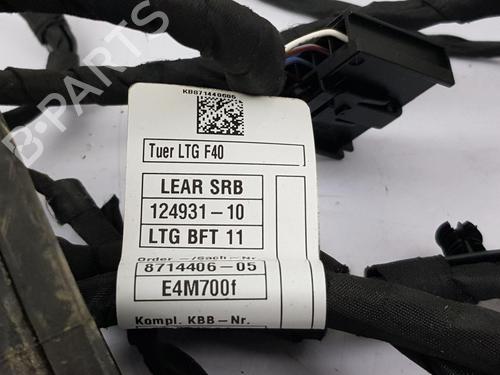 B-PARTS
KB871440605
Tuer LTG F40
LEAR SRB
124931-10
LTG BFT 11
Order -/Sach-Nr
8714406-05
E4M700f
Kompl. KBB-Nr.